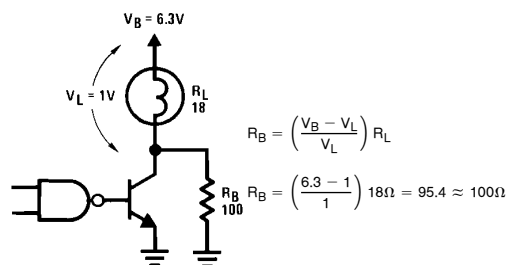 V_B = 6.3V
V_L = 1V
R_L
18
R_B
100
R_B = ( (V_B − V_L) / V_L ) R_L
R_B = ( (6.3 − 1) / 1 ) 18Ω = 95.4 ≈ 100Ω